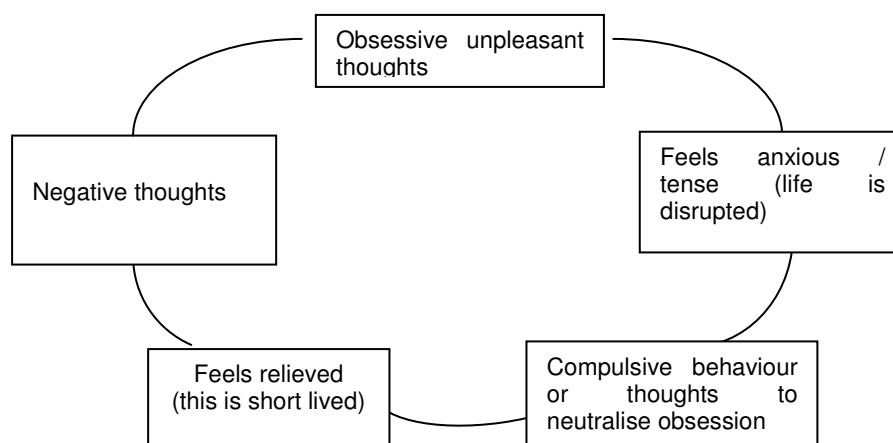 Obsessive unpleasant
thoughts
Feels anxious /
tense (life is
disrupted)
Negative thoughts
Compulsive behaviour
or thoughts to
neutralise obsession
Feels relieved
(this is short lived)